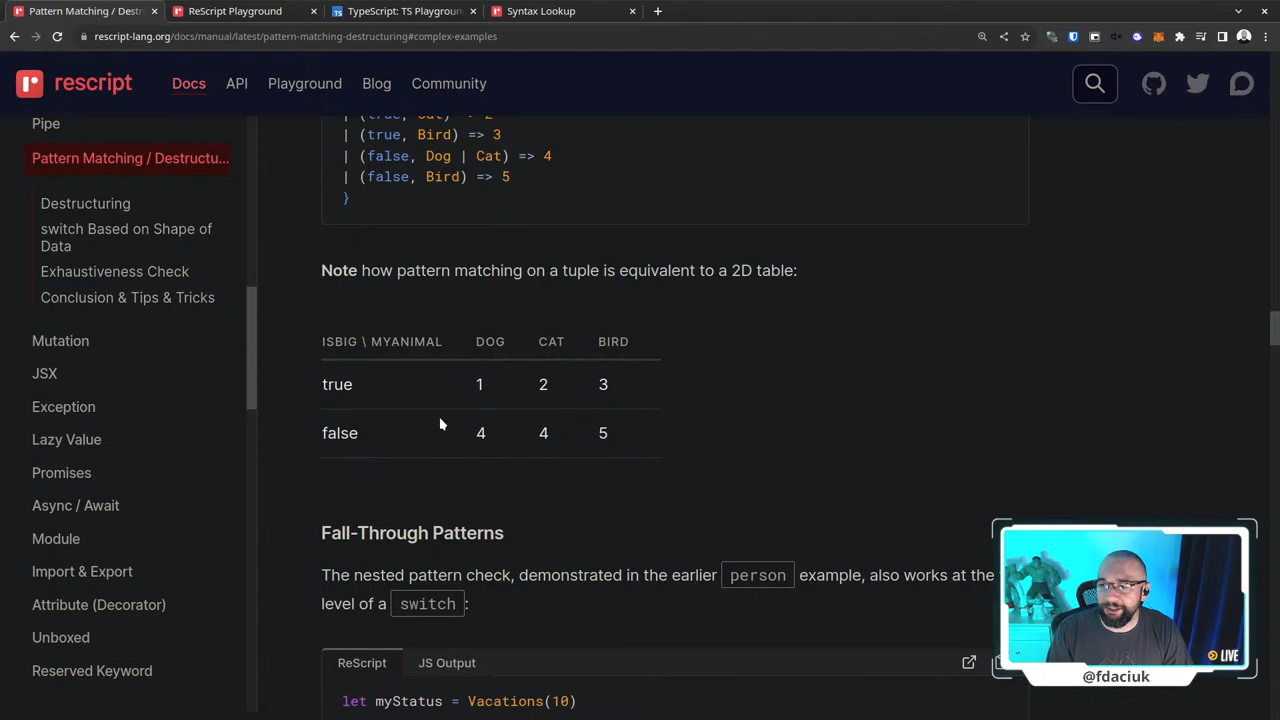 Pattern Matching / Destr
ReScript Playground
TypeScript: TS Playgroun
Syntax Lookup
rescript-lang.org/docs/manual/latest/pattern-matching-destructuring#complex-examples
rescript
Docs
API
Playground
Blog
Community
Pipe
Pattern Matching / Destructu...
Destructuring
switch Based on Shape of
Data
Exhaustiveness Check
Conclusion & Tips & Tricks
Mutation
JSX
Exception
Lazy Value
Promises
Async / Await
Module
Import & Export
Attribute (Decorator)
Unboxed
Reserved Keyword
| (true, Cat) => 2
| (true, Bird) => 3
| (false, Dog | Cat) => 4
| (false, Bird) => 5
}
Note how pattern matching on a tuple is equivalent to a 2D table:
ISBIG \ MYANIMAL DOG CAT BIRD
true 1 2 3
false 4 4 5
Fall-Through Patterns
The nested pattern check, demonstrated in the earlier person example, also works at the
level of a switch:
ReScript JS Output
let myStatus = Vacations(10)
LIVE
@fdaciuk